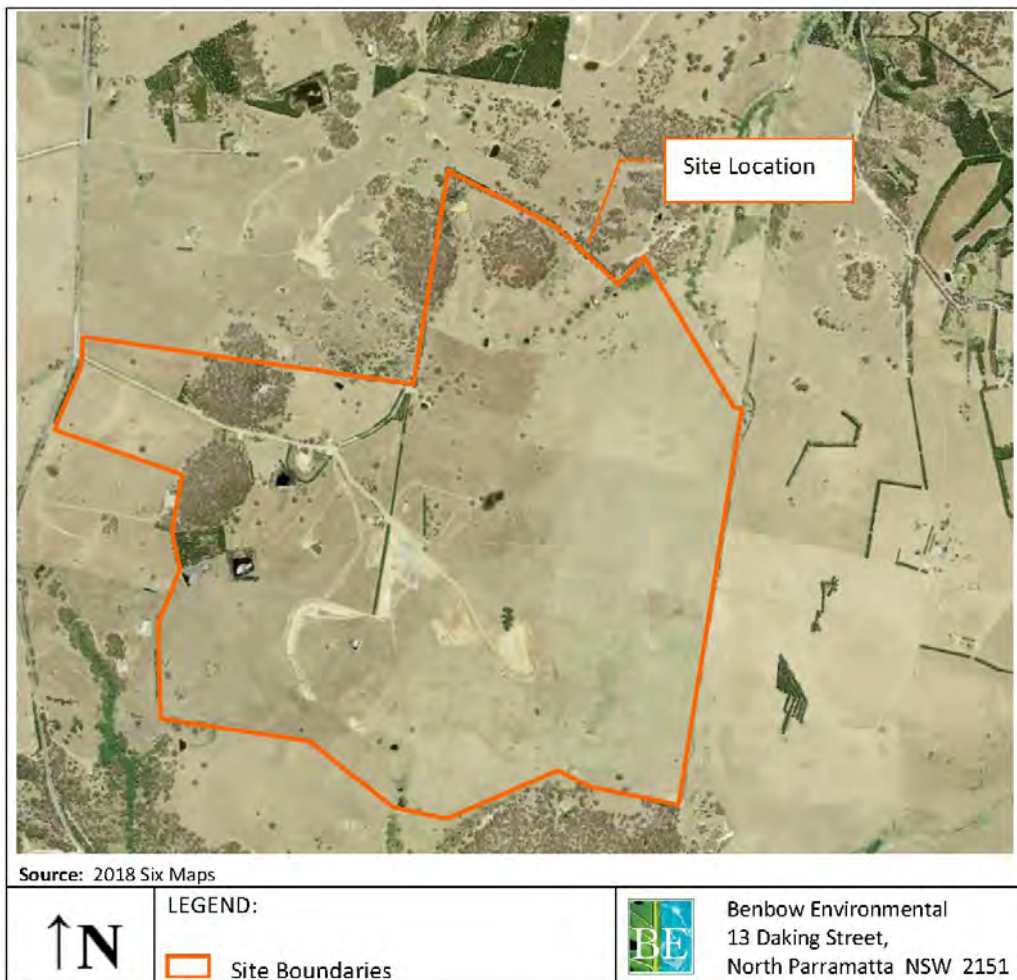 Site Location
Source: 2018 Six Maps
↑N
LEGEND:
Site Boundaries
BE
Benbow Environmental
13 Daking Street,
North Parramatta NSW 2151